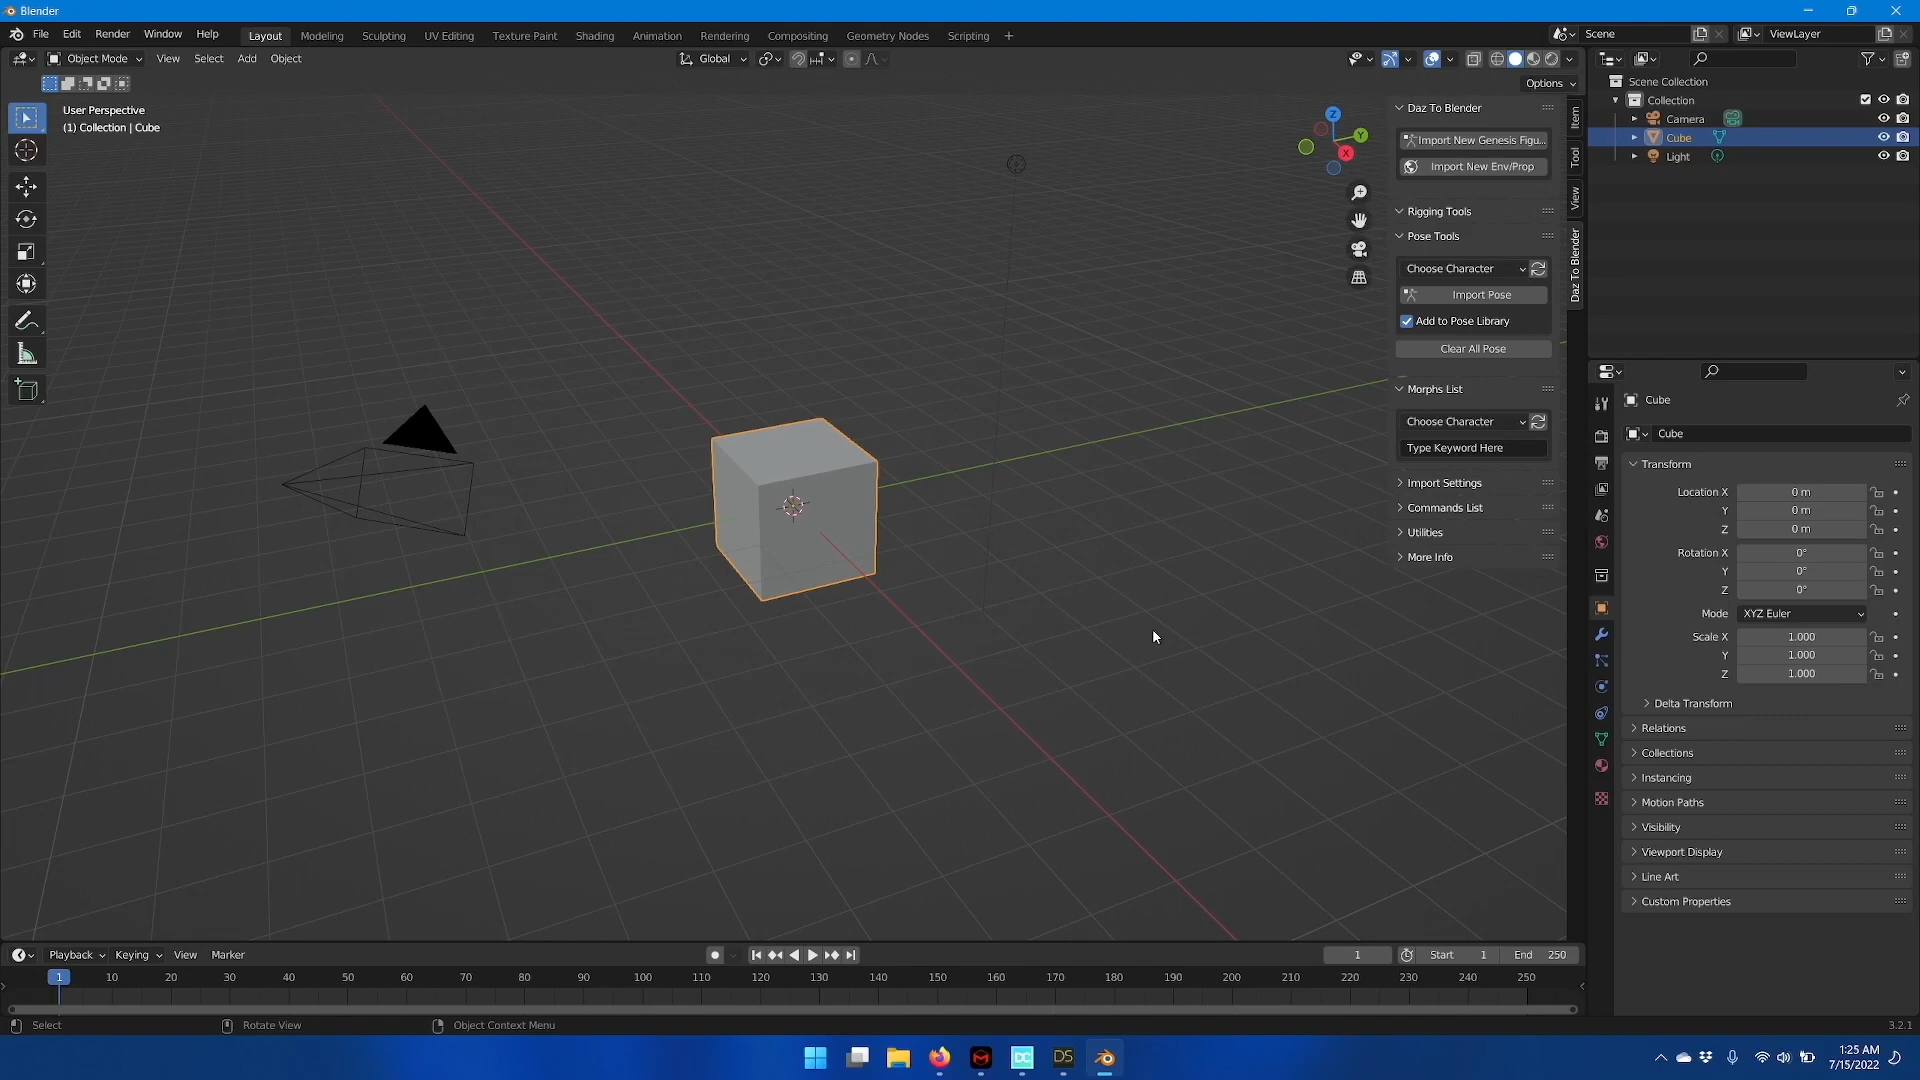 Blender
File Edit Render Window Help Layout Modeling Sculpting UV Editing Texture Paint Shading Animation Rendering Compositing Geometry Nodes Scripting + Scene ViewLayer
Object Mode View Select Add Object Global
Options
User Perspective
(1) Collection | Cube
Z
Y
X
Daz To Blender
Import New Genesis Figu...
Import New Env/Prop
Rigging Tools
Pose Tools
Choose Character
Import Pose
Add to Pose Library
Clear All Pose
Morphs List
Choose Character
Type Keyword Here
Import Settings
Commands List
Utilities
More Info
Item
Tool
View
Daz To Blender
Scene Collection
Collection
Camera
Cube
Light
Cube
Cube
Transform
Location X 0 m
Y 0 m
Z 0 m
Rotation X 0°
Y 0°
Z 0°
Mode XYZ Euler
Scale X 1.000
Y 1.000
Z 1.000
Delta Transform
Relations
Collections
Instancing
Motion Paths
Visibility
Viewport Display
Line Art
Custom Properties
Playback Keying View Marker 1 Start 1 End 250
1 10 20 30 40 50 60 70 80 90 100 110 120 130 140 150 160 170 180 190 200 210 220 230 240 250
Select Rotate View Object Context Menu 3.2.1
DC DS
1:25 AM
7/15/2022